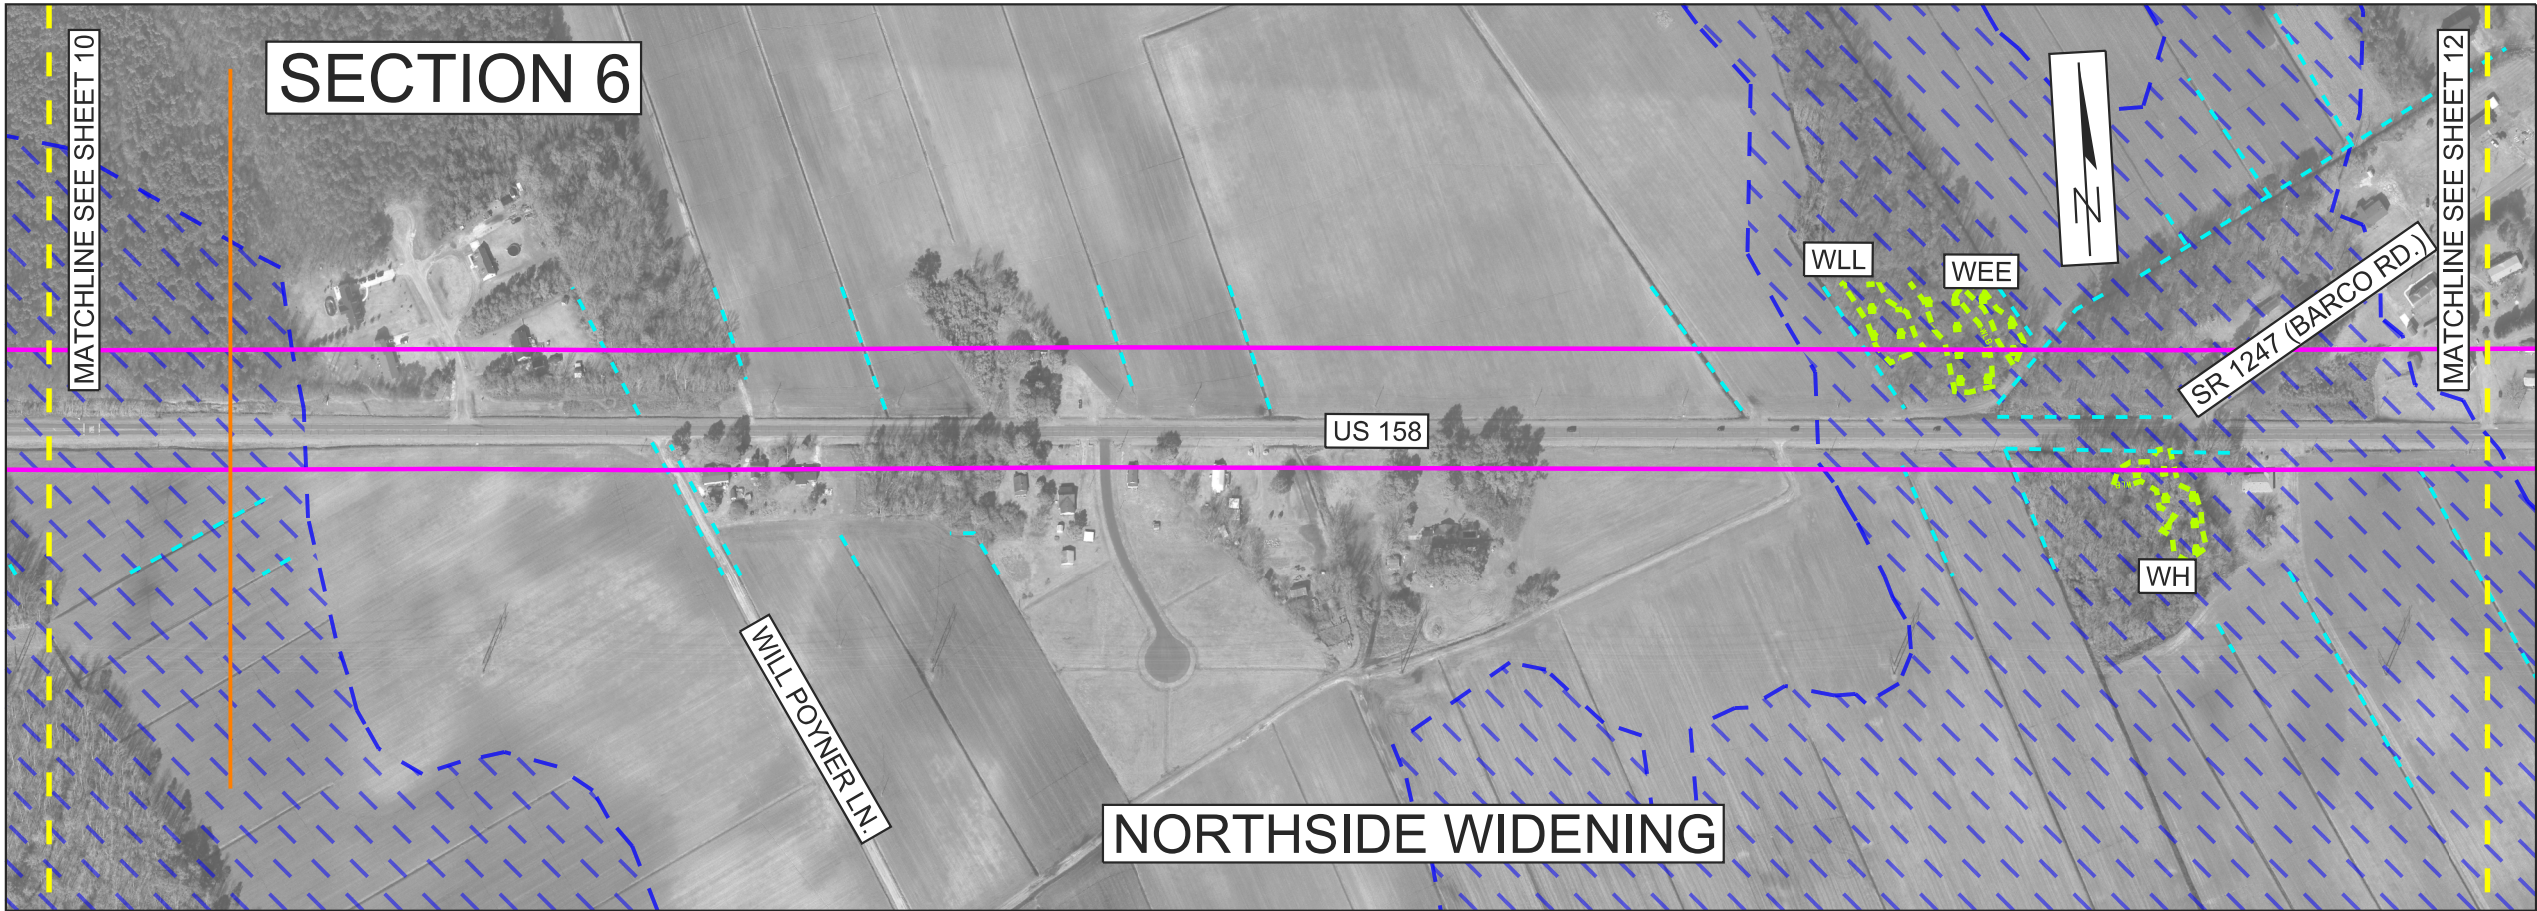 MATCHLINE SEE SHEET 10
SECTION 6
N
MATCHLINE SEE SHEET 12
WLL
WEE
SR 1247 (BARCO RD.)
US 158
WH
WILL POYNER LN.
NORTHSIDE WIDENING